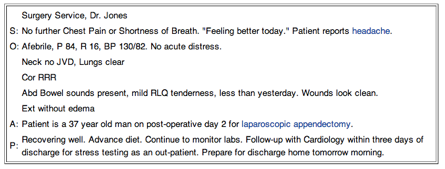 Surgery Service, Dr. Jones
S: No further Chest Pain or Shortness of Breath. "Feeling better today." Patient reports headache.
O: Afebrile, P 84, R 16, BP 130/82. No acute distress.
Neck no JVD, Lungs clear
Cor RRR
Abd Bowel sounds present, mild RLQ tenderness, less than yesterday. Wounds look clean.
Ext without edema
A: Patient is a 37 year old man on post-operative day 2 for laparoscopic appendectomy.
P: Recovering well. Advance diet. Continue to monitor labs. Follow-up with Cardiology within three days of
discharge for stress testing as an out-patient. Prepare for discharge home tomorrow morning.